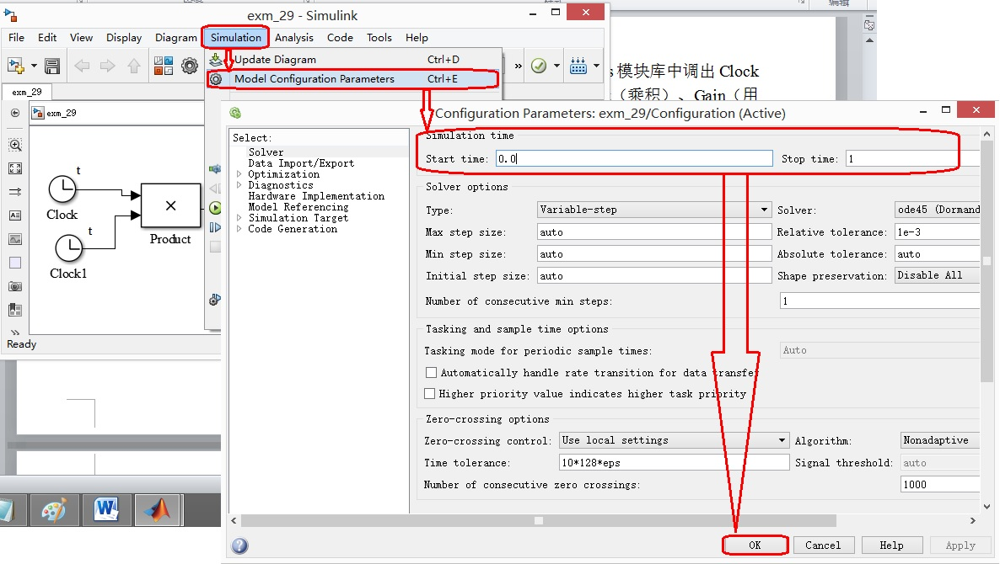 exm_29 - Simulink
File Edit View Display Diagram Simulation Analysis Code Tools Help
Update Diagram Ctrl+D
Model Configuration Parameters Ctrl+E
»
exm_29
exm_29
模块库中调出 Clock
（乘积）、Gain（用
编辑
t
Clock
t
Clock1
×
Product
»
Ready
Configuration Parameters: exm_29/Configuration (Active)
Select:
Solver
Data Import/Export
Optimization
Diagnostics
Hardware Implementation
Model Referencing
Simulation Target
Code Generation
Simulation time
Start time: 0.0 Stop time: 1
Solver options
Type: Variable-step Solver: ode45 (Dormand
Max step size: auto Relative tolerance: 1e-3
Min step size: auto Absolute tolerance: auto
Initial step size: auto Shape preservation: Disable All
Number of consecutive min steps: 1
Tasking and sample time options
Tasking mode for periodic sample times: Auto
Automatically handle rate transition for data transfer
Higher priority value indicates higher task priority
Zero-crossing options
Zero-crossing control: Use local settings Algorithm: Nonadaptive
Time tolerance: 10*128*eps Signal threshold: auto
Number of consecutive zero crossings: 1000
OK Cancel Help Apply